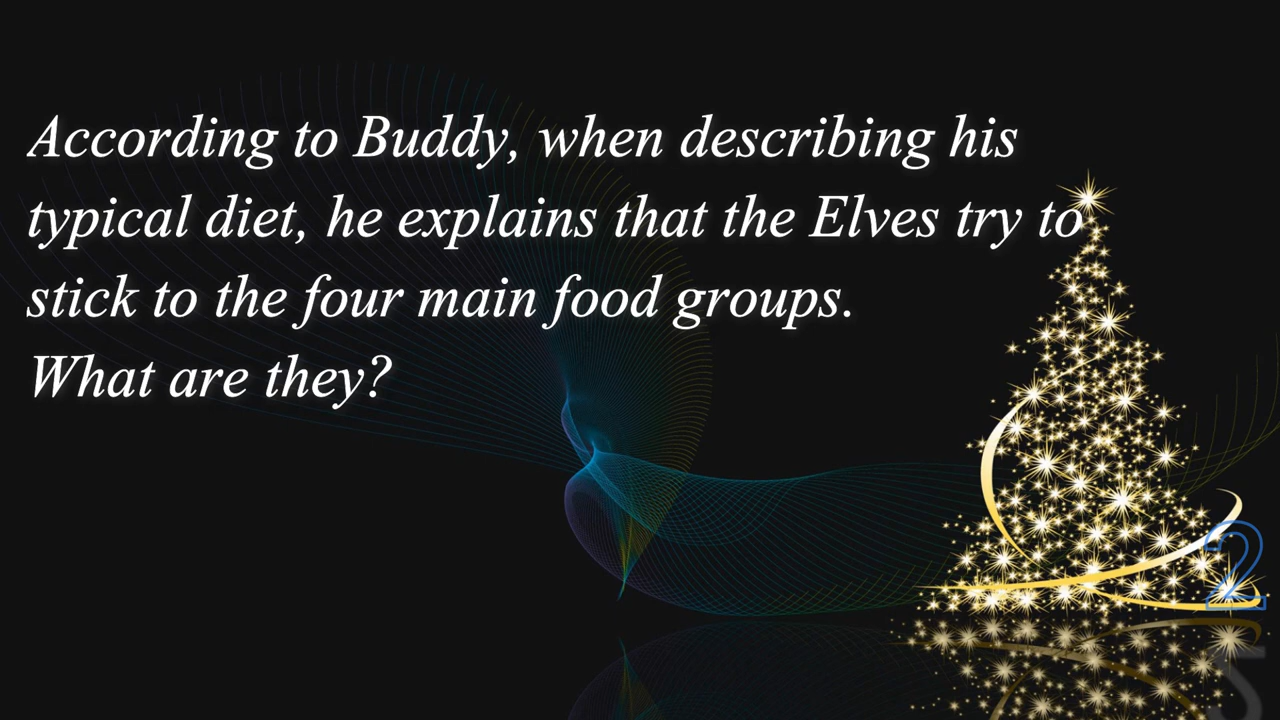 According to Buddy, when describing his
typical diet, he explains that the Elves try to
stick to the four main food groups.
What are they?
2